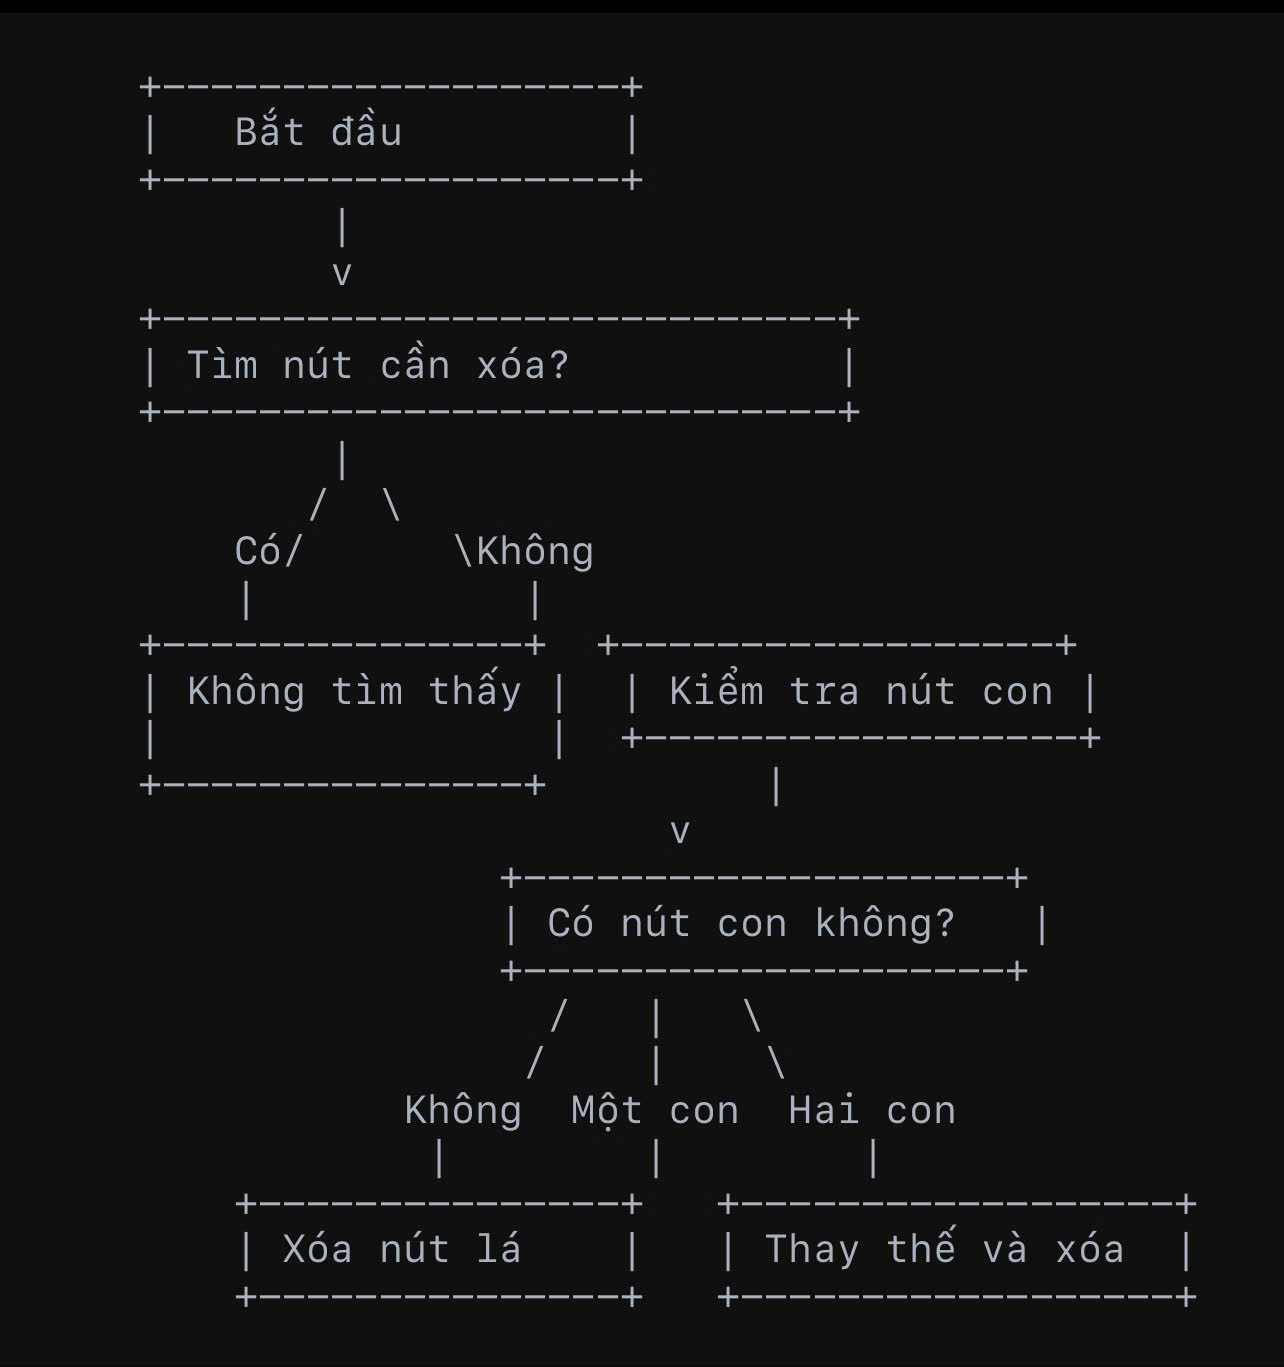 Bắt đầu
Tìm nút cần xóa?
Có/ \Không
Không tìm thấy
Kiểm tra nút con
v
Có nút con không?
Không Một con Hai con
Xóa nút lá
Thay thế và xóa